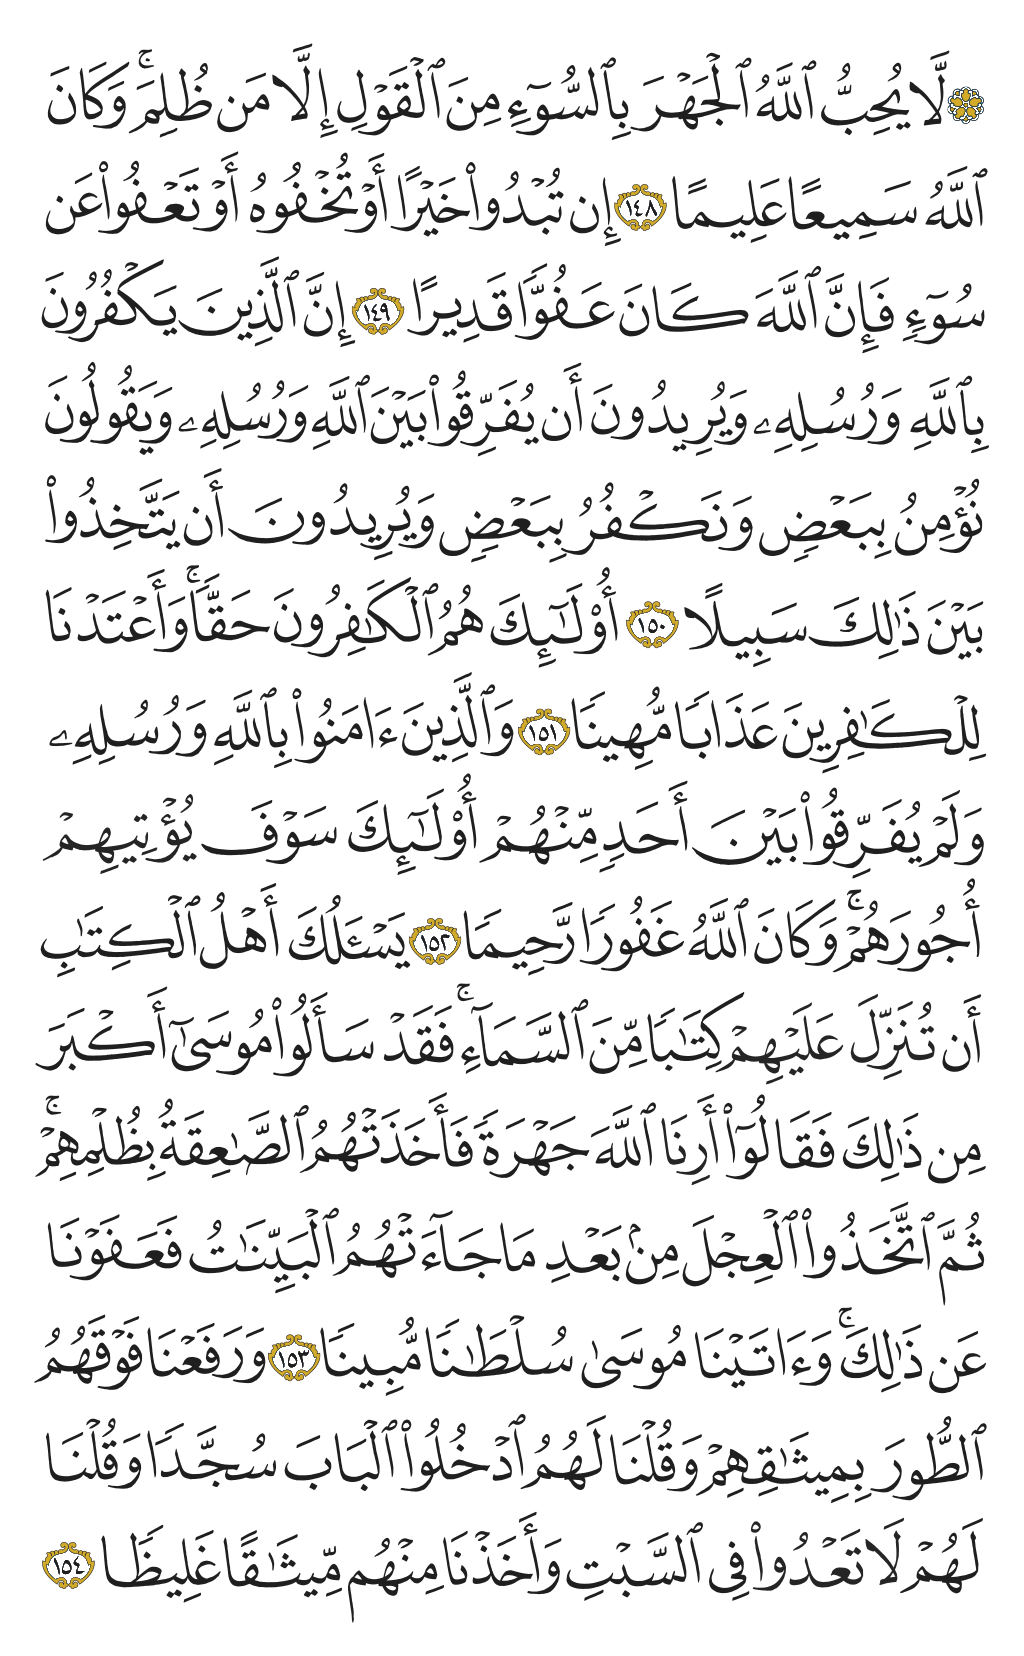 ۞ لَّا يُحِبُّ ٱللَّهُ ٱلْجَهْرَ بِٱلسُّوٓءِ مِنَ ٱلْقَوْلِ إِلَّا مَن ظُلِمَ ۚ وَكَانَ
ٱللَّهُ سَمِيعًا عَلِيمًا ١٤٨ إِن تُبْدُوا۟ خَيْرًا أَوْ تُخْفُوهُ أَوْ تَعْفُوا۟ عَن
سُوٓءٍ فَإِنَّ ٱللَّهَ كَانَ عَفُوًّا قَدِيرًا ١٤٩ إِنَّ ٱلَّذِينَ يَكْفُرُونَ
بِٱللَّهِ وَرُسُلِهِۦ وَيُرِيدُونَ أَن يُفَرِّقُوا۟ بَيْنَ ٱللَّهِ وَرُسُلِهِۦ وَيَقُولُونَ
نُؤْمِنُ بِبَعْضٍ وَنَكْفُرُ بِبَعْضٍ وَيُرِيدُونَ أَن يَتَّخِذُوا۟
بَيْنَ ذَٰلِكَ سَبِيلًا ١٥٠ أُو۟لَـٰٓئِكَ هُمُ ٱلْكَـٰفِرُونَ حَقًّا ۚ وَأَعْتَدْنَا
لِلْكَـٰفِرِينَ عَذَابًا مُّهِينًا ١٥١ وَٱلَّذِينَ ءَامَنُوا۟ بِٱللَّهِ وَرُسُلِهِۦ
وَلَمْ يُفَرِّقُوا۟ بَيْنَ أَحَدٍ مِّنْهُمْ أُو۟لَـٰٓئِكَ سَوْفَ يُؤْتِيهِمْ
أُجُورَهُمْ ۗ وَكَانَ ٱللَّهُ غَفُورًا رَّحِيمًا ١٥٢ يَسْـَٔلُكَ أَهْلُ ٱلْكِتَـٰبِ
أَن تُنَزِّلَ عَلَيْهِمْ كِتَـٰبًا مِّنَ ٱلسَّمَآءِ ۚ فَقَدْ سَأَلُوا۟ مُوسَىٰٓ أَكْبَرَ
مِن ذَٰلِكَ فَقَالُوٓا۟ أَرِنَا ٱللَّهَ جَهْرَةً فَأَخَذَتْهُمُ ٱلصَّـٰعِقَةُ بِظُلْمِهِمْ ۚ
ثُمَّ ٱتَّخَذُوا۟ ٱلْعِجْلَ مِنۢ بَعْدِ مَا جَآءَتْهُمُ ٱلْبَيِّنَـٰتُ فَعَفَوْنَا
عَن ذَٰلِكَ ۚ وَءَاتَيْنَا مُوسَىٰ سُلْطَـٰنًا مُّبِينًا ١٥٣ وَرَفَعْنَا فَوْقَهُمُ
ٱلطُّورَ بِمِيثَـٰقِهِمْ وَقُلْنَا لَهُمُ ٱدْخُلُوا۟ ٱلْبَابَ سُجَّدًا وَقُلْنَا
لَهُمْ لَا تَعْدُوا۟ فِى ٱلسَّبْتِ وَأَخَذْنَا مِنْهُم مِّيثَـٰقًا غَلِيظًا ١٥٤